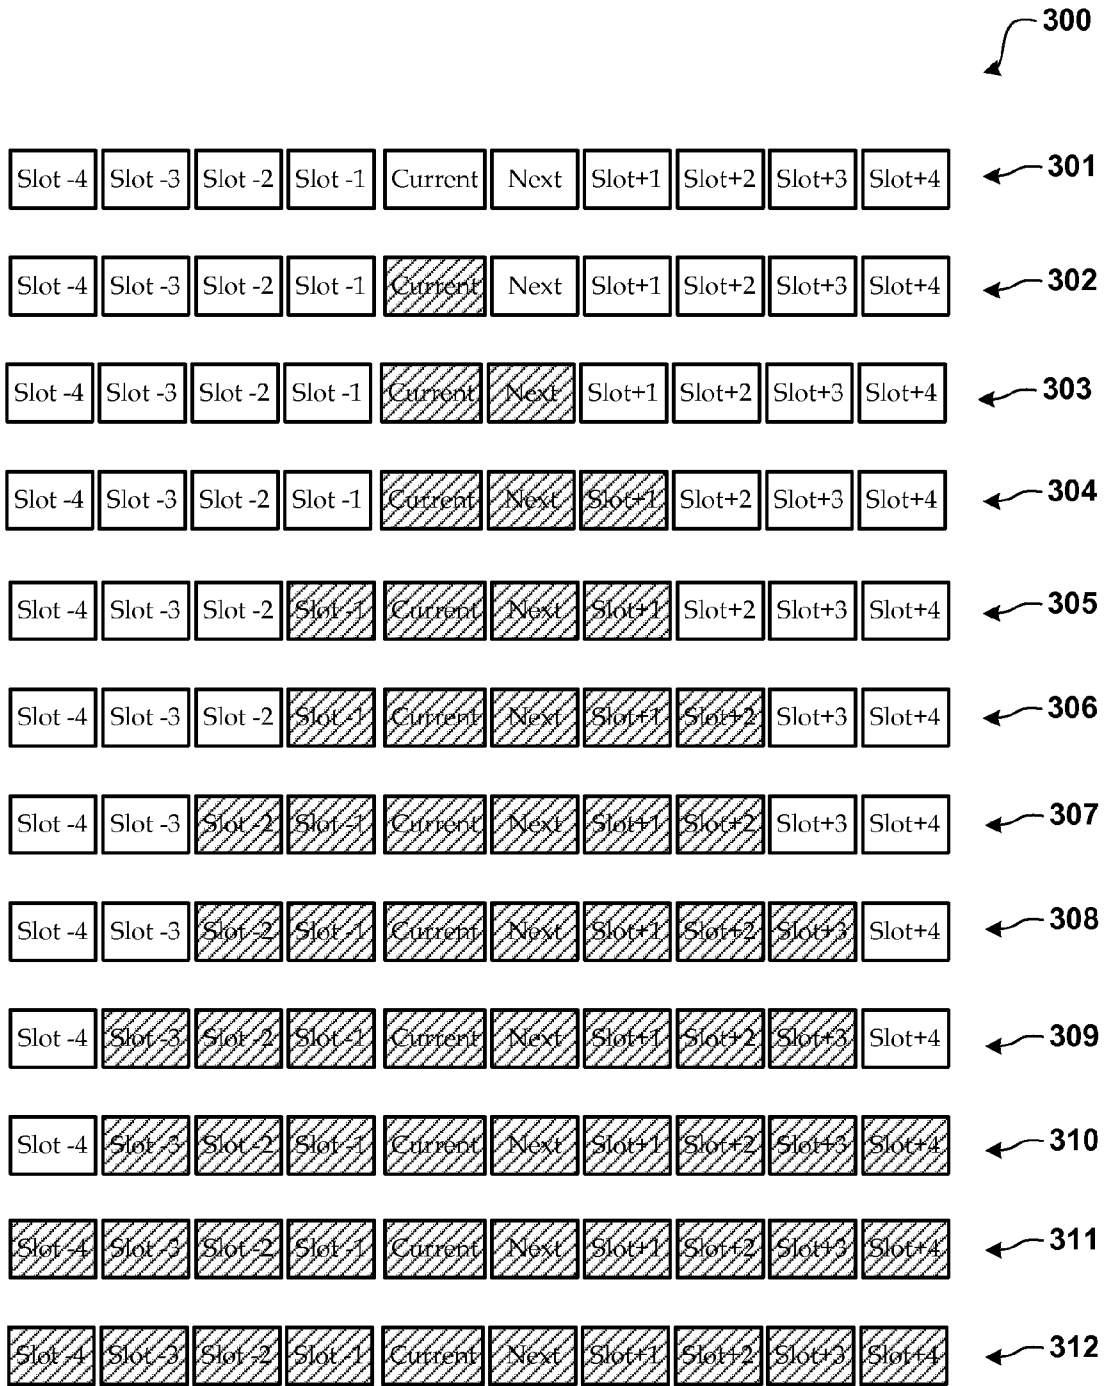 300
Slot -4 Slot -3 Slot -2 Slot -1 Current Next Slot+1 Slot+2 Slot+3 Slot+4 301
Slot -4 Slot -3 Slot -2 Slot -1 Current Next Slot+1 Slot+2 Slot+3 Slot+4 302
Slot -4 Slot -3 Slot -2 Slot -1 Current Next Slot+1 Slot+2 Slot+3 Slot+4 303
Slot -4 Slot -3 Slot -2 Slot -1 Current Next Slot+1 Slot+2 Slot+3 Slot+4 304
Slot -4 Slot -3 Slot -2 Slot -1 Current Next Slot+1 Slot+2 Slot+3 Slot+4 305
Slot -4 Slot -3 Slot -2 Slot -1 Current Next Slot+1 Slot+2 Slot+3 Slot+4 306
Slot -4 Slot -3 Slot -2 Slot -1 Current Next Slot+1 Slot+2 Slot+3 Slot+4 307
Slot -4 Slot -3 Slot -2 Slot -1 Current Next Slot+1 Slot+2 Slot+3 Slot+4 308
Slot -4 Slot -3 Slot -2 Slot -1 Current Next Slot+1 Slot+2 Slot+3 Slot+4 309
Slot -4 Slot -3 Slot -2 Slot -1 Current Next Slot+1 Slot+2 Slot+3 Slot+4 310
Slot -4 Slot -3 Slot -2 Slot -1 Current Next Slot+1 Slot+2 Slot+3 Slot+4 311
Slot -4 Slot -3 Slot -2 Slot -1 Current Next Slot+1 Slot+2 Slot+3 Slot+4 312